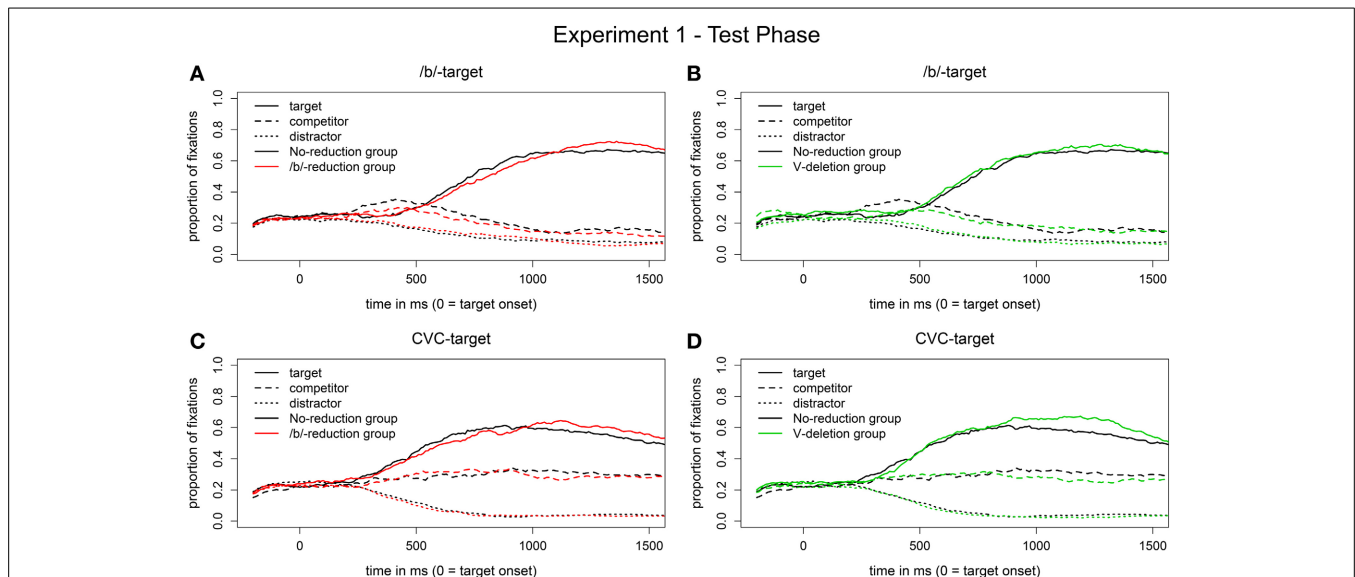 Experiment 1 - Test Phase
A
/b/-target
proportion of fixations
0.0 0.2 0.4 0.6 0.8 1.0
target
competitor
distractor
No-reduction group
/b/-reduction group
0 500 1000 1500
time in ms (0 = target onset)
B
/b/-target
proportion of fixations
0.0 0.2 0.4 0.6 0.8 1.0
target
competitor
distractor
No-reduction group
V-deletion group
0 500 1000 1500
time in ms (0 = target onset)
C
CVC-target
proportion of fixations
0.0 0.2 0.4 0.6 0.8 1.0
target
competitor
distractor
No-reduction group
/b/-reduction group
0 500 1000 1500
time in ms (0 = target onset)
D
CVC-target
proportion of fixations
0.0 0.2 0.4 0.6 0.8 1.0
target
competitor
distractor
No-reduction group
V-deletion group
0 500 1000 1500
time in ms (0 = target onset)